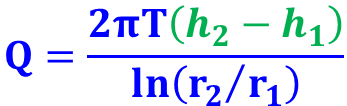 Q = 2πT(h₂ − h₁) / ln(r₂/r₁)